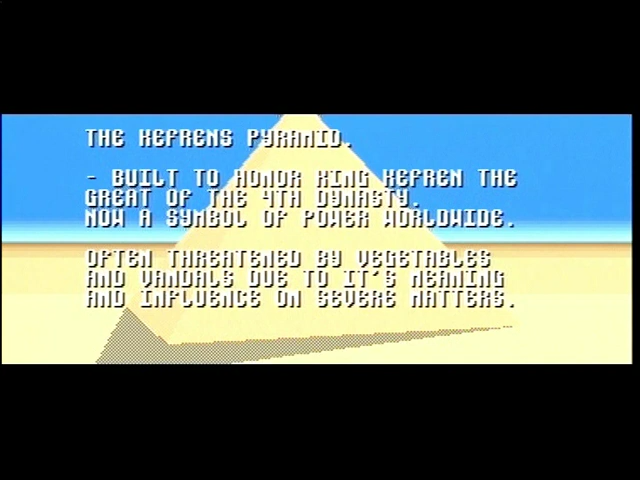 THE KEFRENS PYRAMID.
- BUILT TO HONOR KING KEFREN THE
GREAT OF THE 4TH DYNASTY.
NOW A SYMBOL OF POWER WORLDWIDE.
OFTEN THREATENED BY VEGETABLES
AND VANDALS DUE TO IT'S MEANING
AND INFLUENCE ON SEVERE MATTERS.